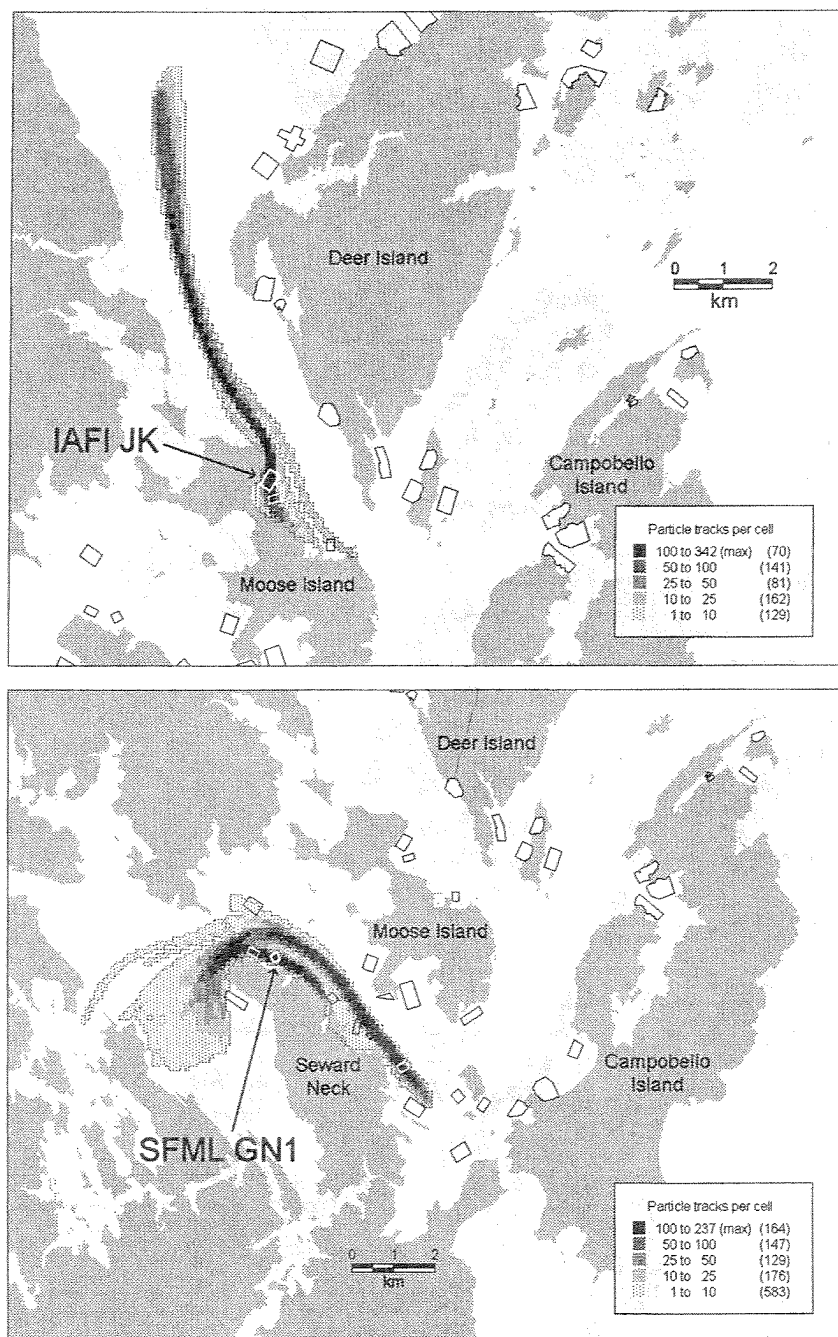 Deer Island
0 1 2
km
IAFI JK
Campobello
Island
Moose Island
Particle tracks per cell
100 to 342 (max) (70)
50 to 100 (141)
25 to 50 (81)
10 to 25 (162)
1 to 10 (129)
Deer Island
Moose Island
Seward
Neck
Campobello
Island
SFML GN1
0 1 2
km
Particle tracks per cell
100 to 237 (max) (164)
50 to 100 (147)
25 to 50 (129)
10 to 25 (176)
1 to 10 (583)